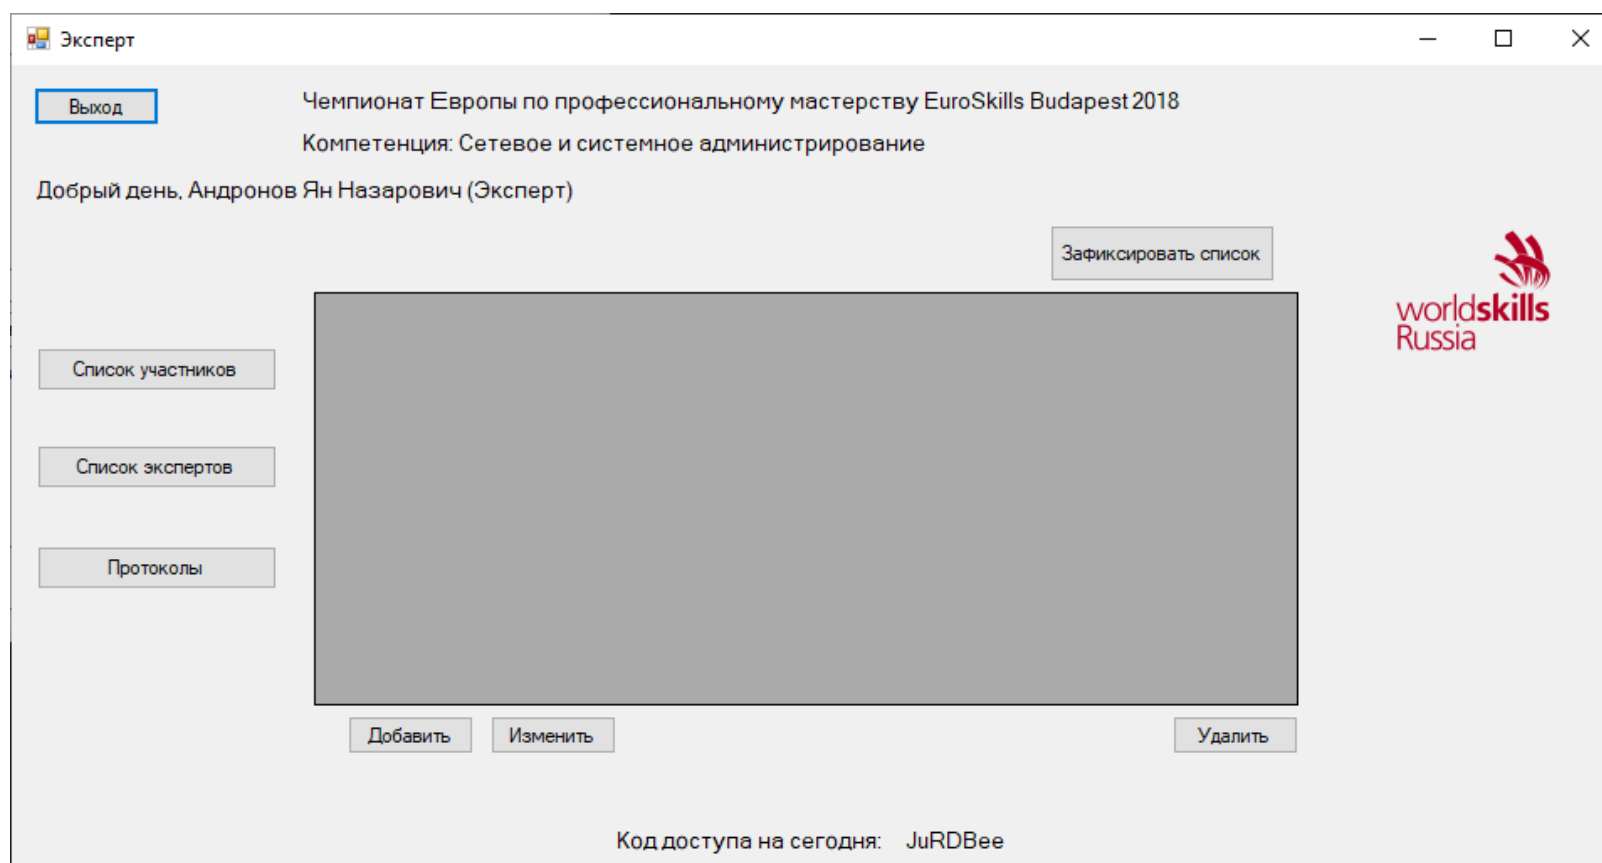 Эксперт
Выход
Чемпионат Европы по профессиональному мастерству EuroSkills Budapest 2018
Компетенция: Сетевое и системное администрирование
Добрый день, Андронов Ян Назарович (Эксперт)
Зафиксировать список
worldskills
Russia
Список участников
Список экспертов
Протоколы
Добавить
Изменить
Удалить
Код доступа на сегодня: JuRDBee